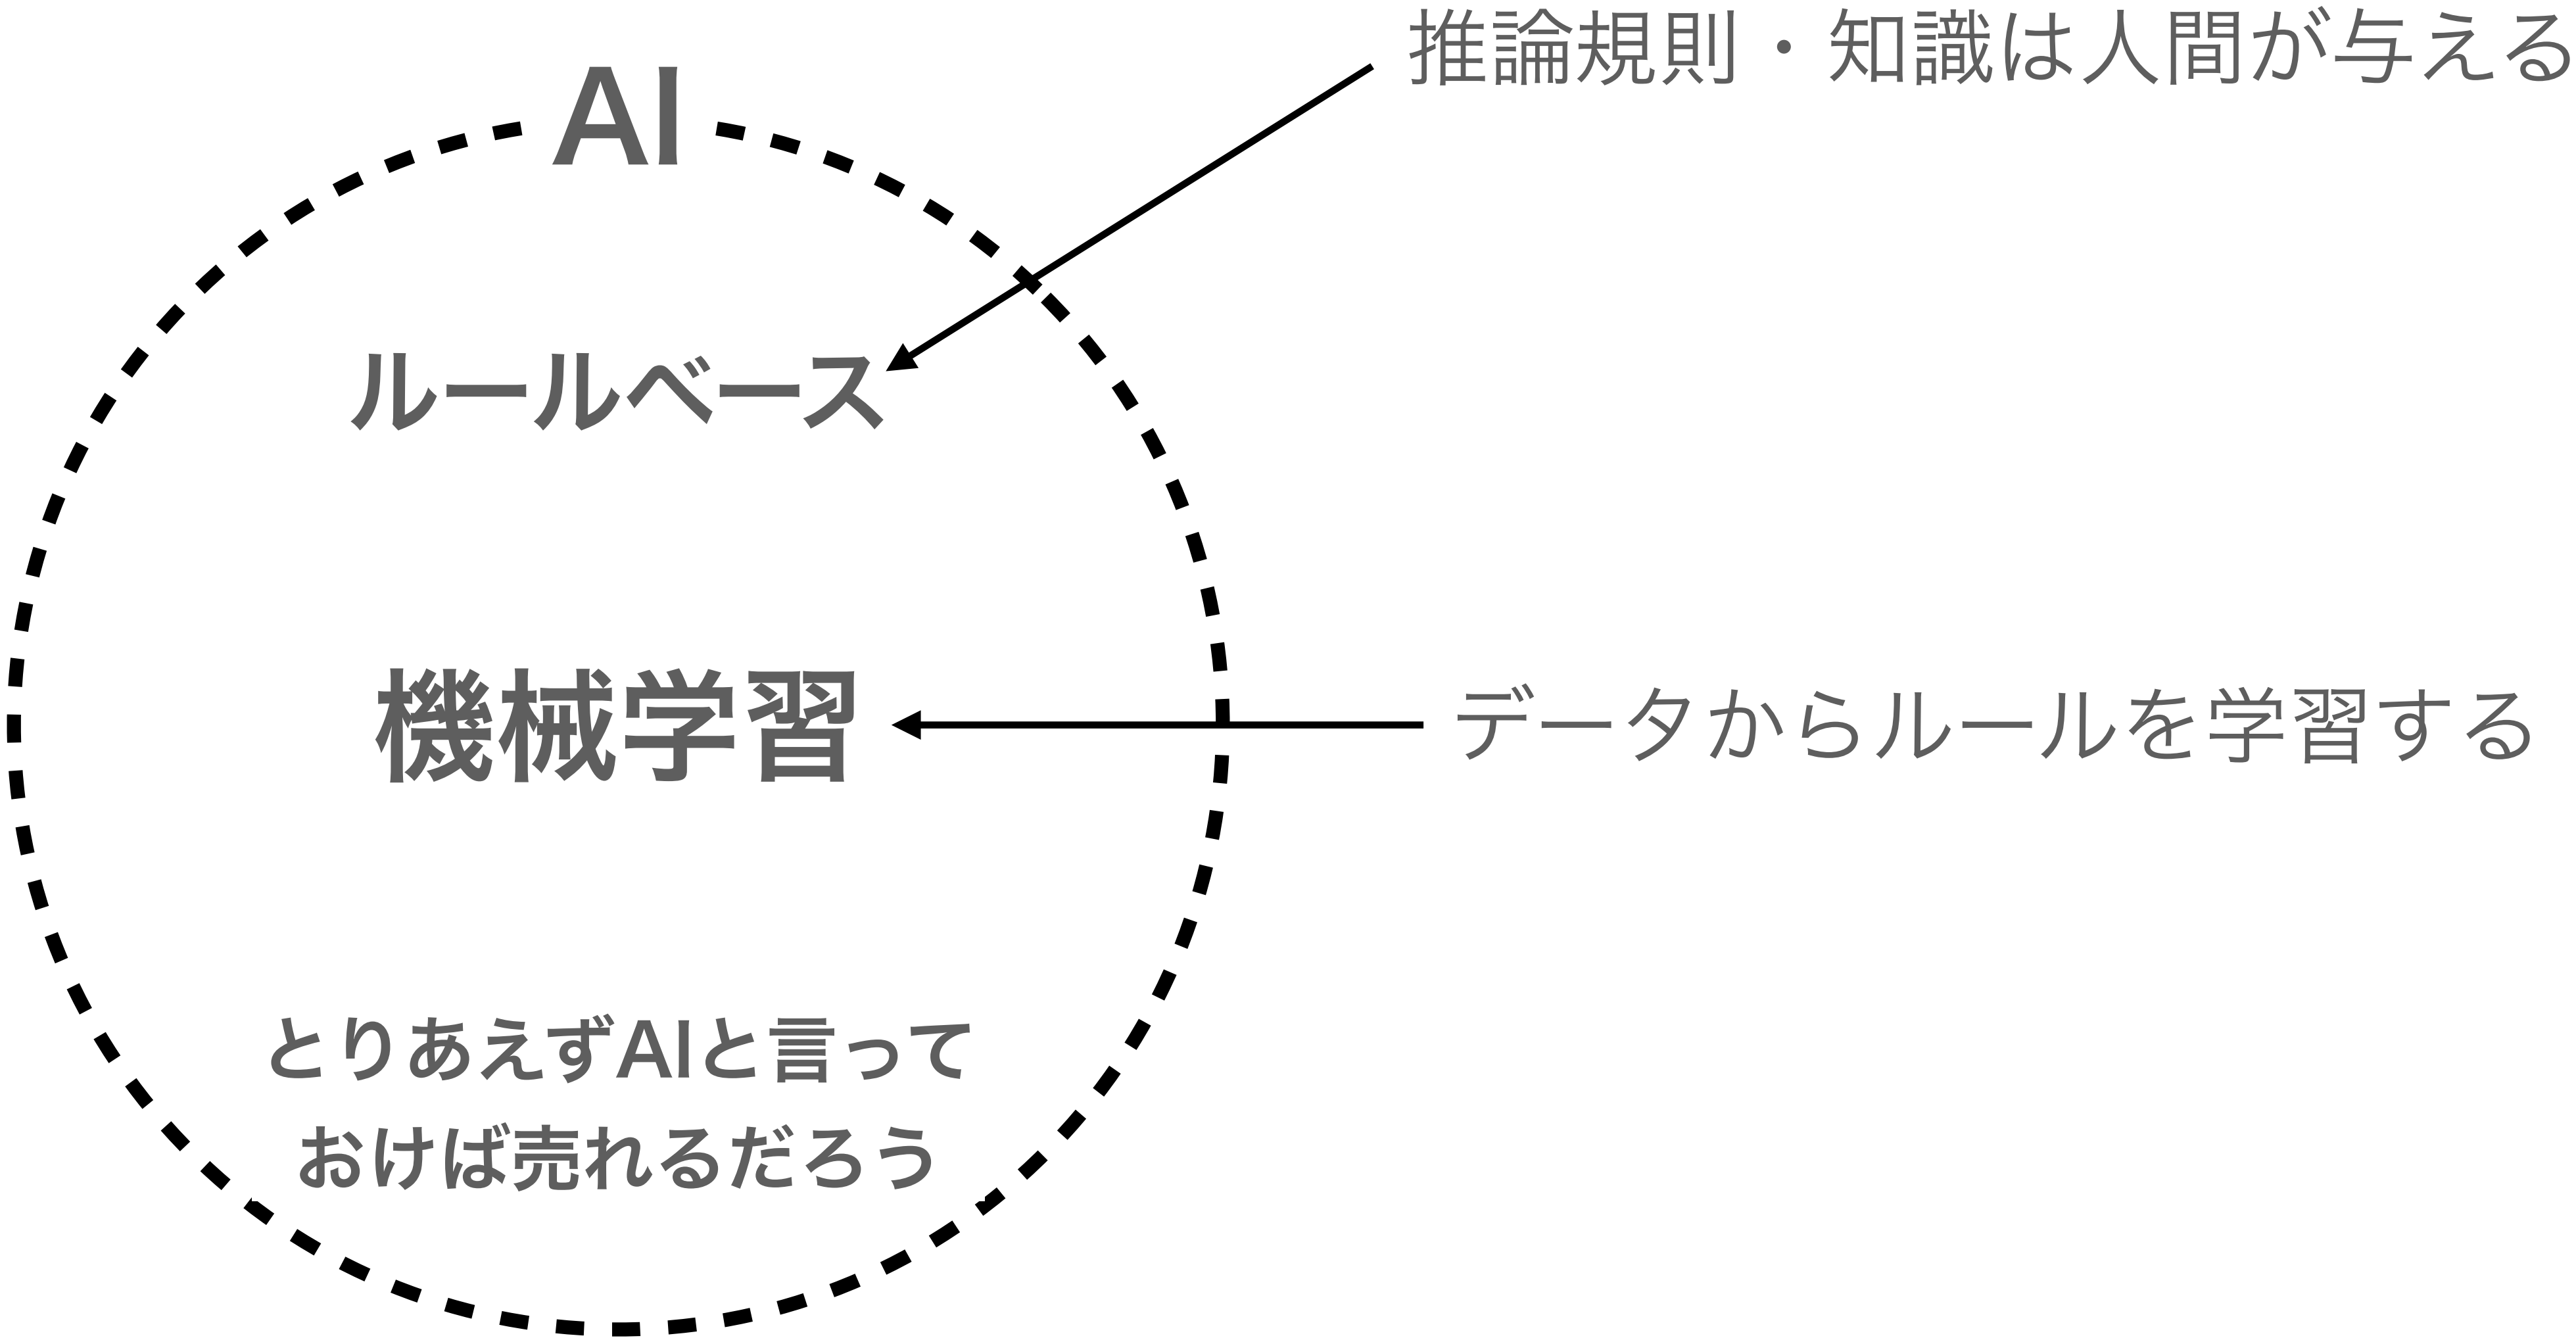 AI
推論規則・知識は人間が与える
ルールベース
機械学習
データからルールを学習する
とりあえずAIと言って
おけば売れるだろう